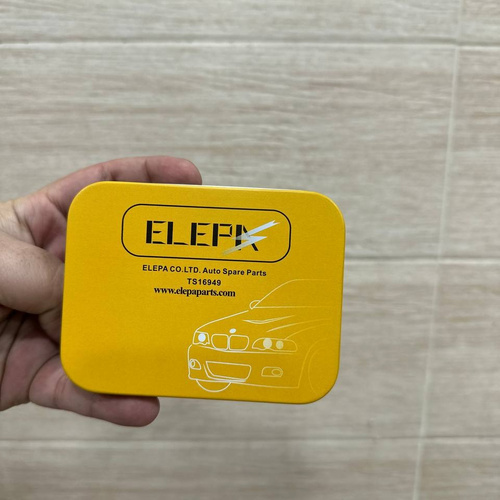 ELEPA
ELEPA CO.LTD. Auto Spare Parts
TS16949
www.elepaparts.com